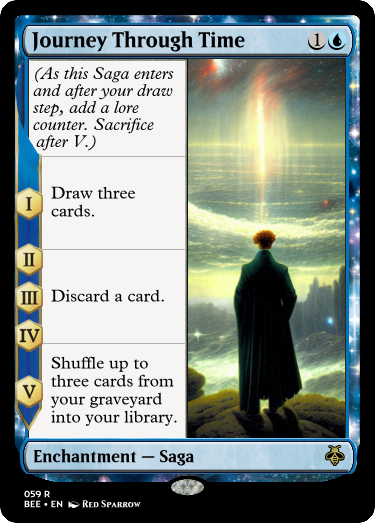 Journey Through Time 1
(As this Saga enters
and after your draw
step, add a lore
counter. Sacrifice
after V.)
I
Draw three
cards.
II
III
Discard a card.
IV
V
Shuffle up to
three cards from
your graveyard
into your library.
Enchantment — Saga
059 R
BEE • EN Red Sparrow